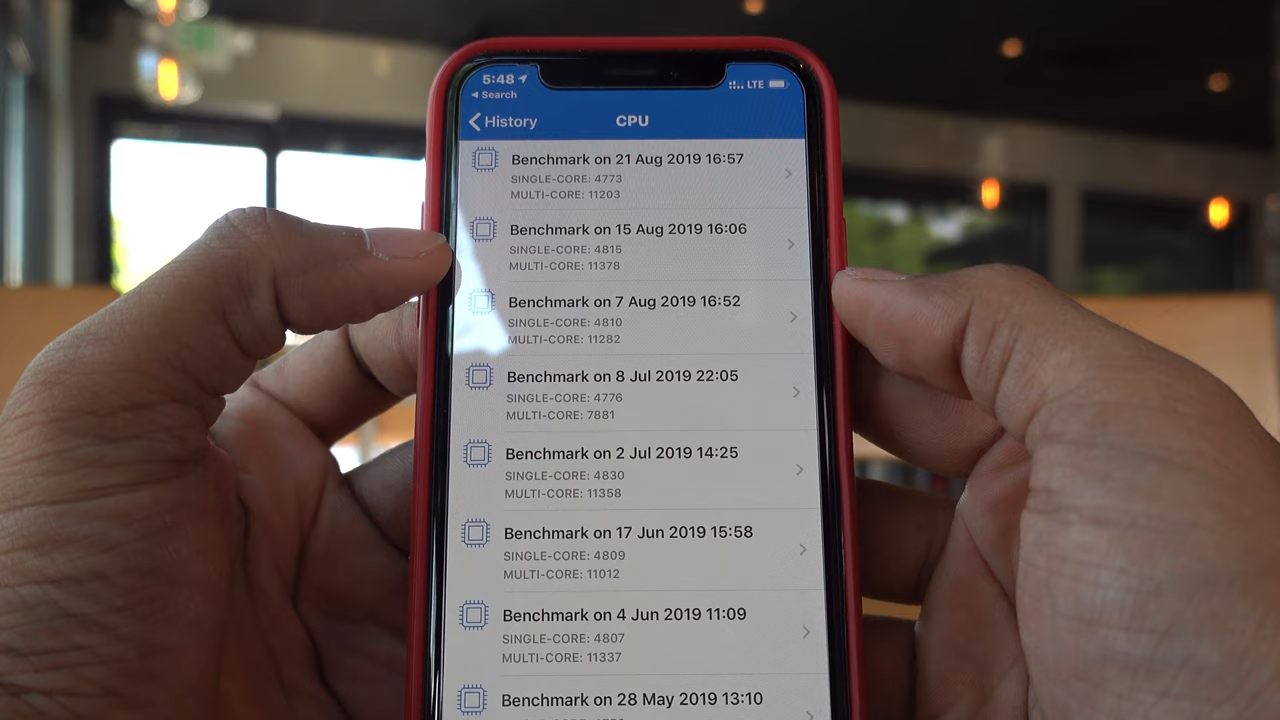 5:48
LTE
Search
History
CPU
Benchmark on 21 Aug 2019 16:57
SINGLE-CORE: 4773
MULTI-CORE: 11203
Benchmark on 15 Aug 2019 16:06
SINGLE-CORE: 4815
MULTI-CORE: 11378
Benchmark on 7 Aug 2019 16:52
SINGLE-CORE: 4810
MULTI-CORE: 11282
Benchmark on 8 Jul 2019 22:05
SINGLE-CORE: 4776
MULTI-CORE: 7881
Benchmark on 2 Jul 2019 14:25
SINGLE-CORE: 4830
MULTI-CORE: 11358
Benchmark on 17 Jun 2019 15:58
SINGLE-CORE: 4809
MULTI-CORE: 11012
Benchmark on 4 Jun 2019 11:09
SINGLE-CORE: 4807
MULTI-CORE: 11337
Benchmark on 28 May 2019 13:10